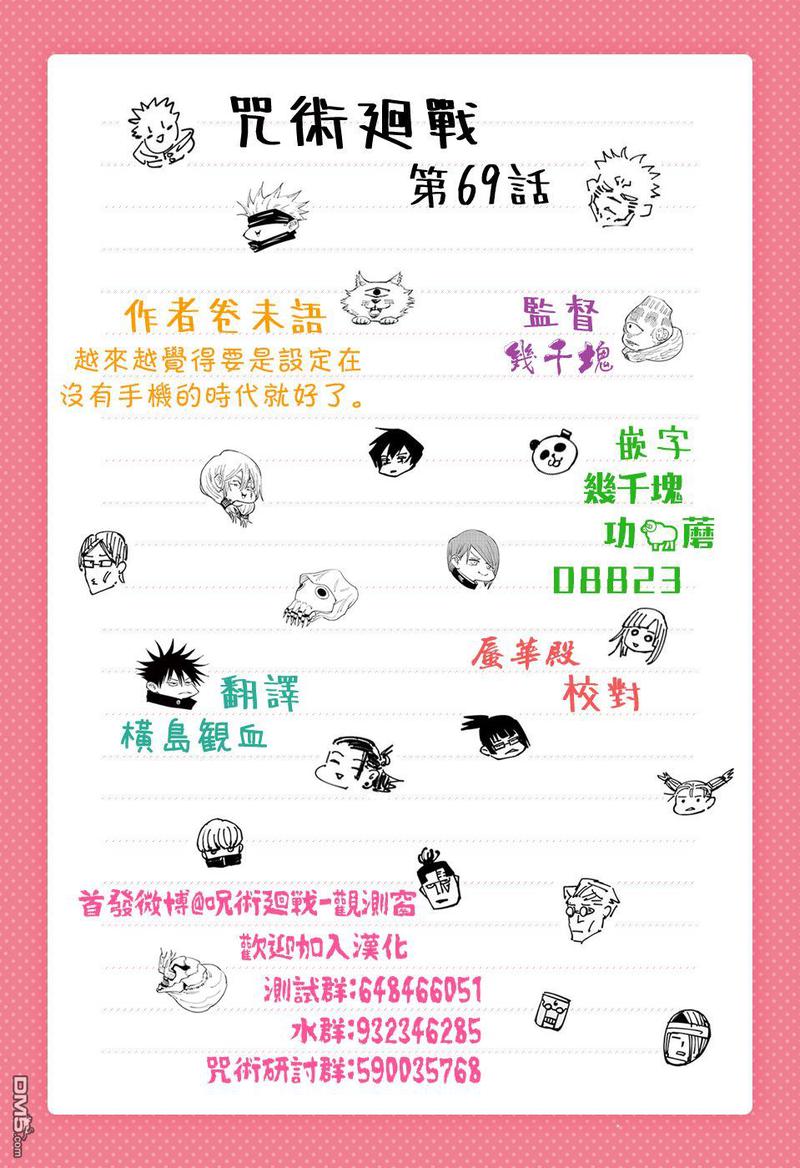 咒術廻戰
第69話
作者卷末語
越來越覺得要是設定在
沒有手機的時代就好了。
監督
幾千塊
嵌字
幾千塊
功 蘑
08823
蜃華殿
校對
翻譯
橫島観血
首發微博@呪術廻戦-觀測窗
歡迎加入漢化
測試群:648466051
水群:932346285
咒術研討群:590035768
DM5.com